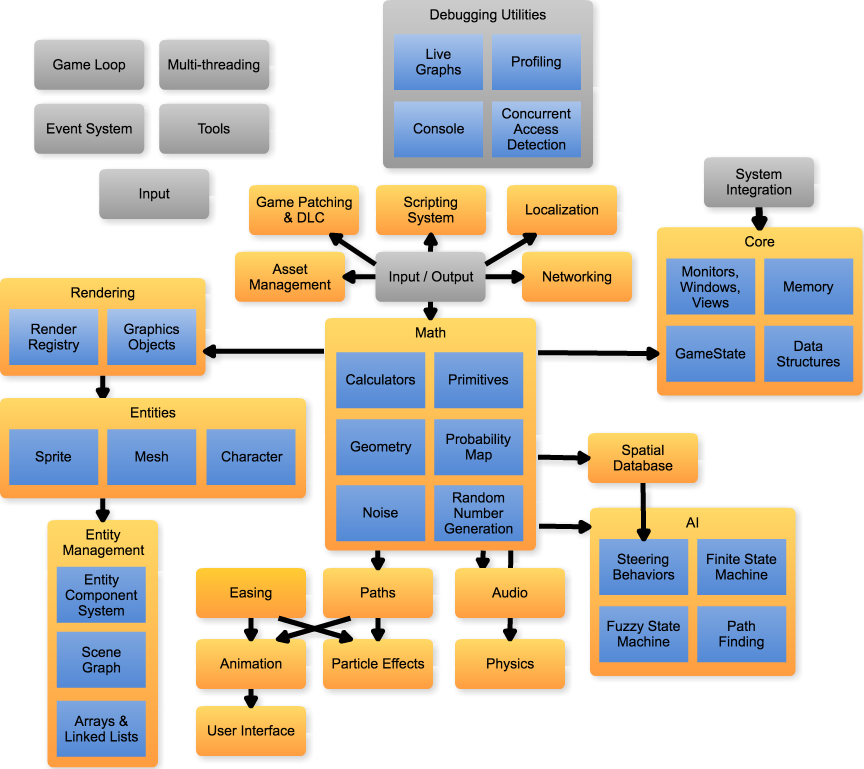 Debugging Utilities
Live
Graphs
Profiling
Console
Concurrent
Access
Detection
Game Loop
Multi-threading
Event System
Tools
Input
System
Integration
Game Patching
& DLC
Scripting
System
Localization
Asset
Management
Input / Output
Networking
Core
Monitors,
Windows,
Views
Memory
GameState
Data
Structures
Rendering
Render
Registry
Graphics
Objects
Math
Calculators
Primitives
Geometry
Probability
Map
Noise
Random
Number
Generation
Entities
Sprite
Mesh
Character
Spatial
Database
Entity
Management
Entity
Component
System
Scene
Graph
Arrays &
Linked Lists
AI
Steering
Behaviors
Finite State
Machine
Fuzzy State
Machine
Path
Finding
Easing
Paths
Audio
Animation
Particle Effects
Physics
User Interface